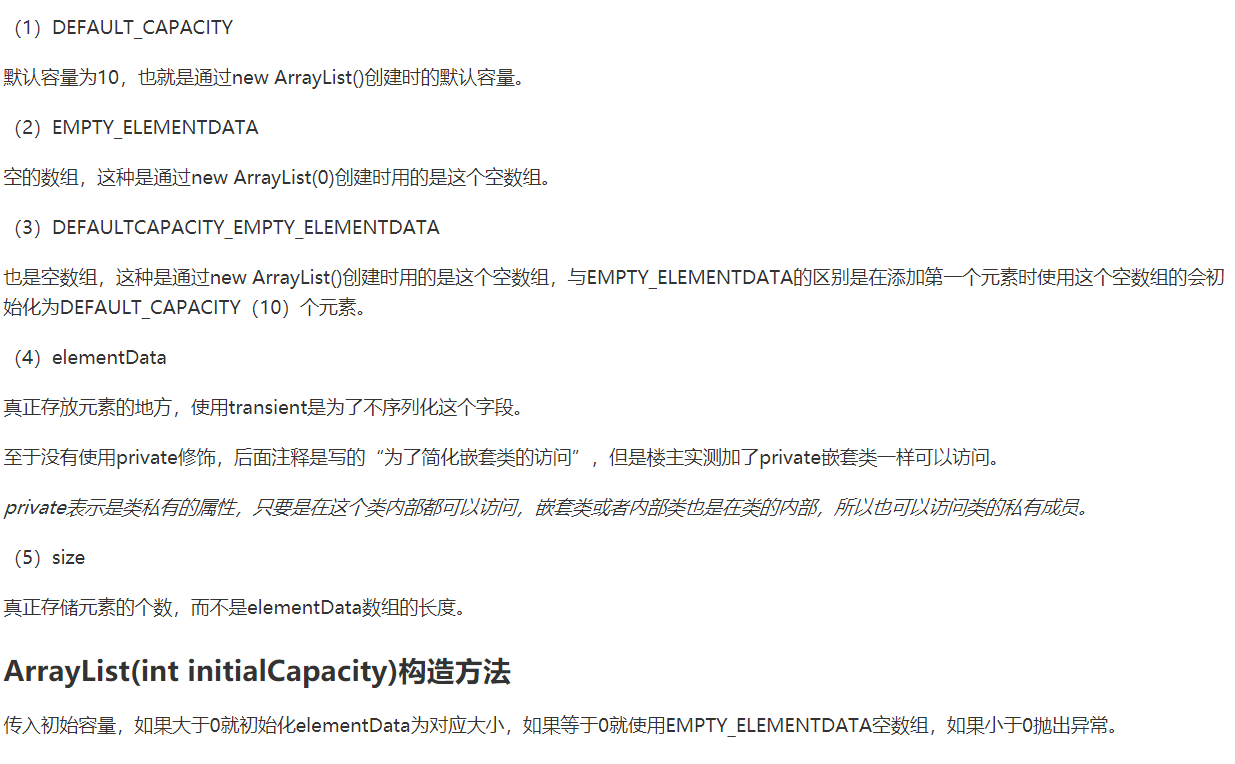 （1）DEFAULT_CAPACITY
默认容量为10，也就是通过new ArrayList()创建时的默认容量。
（2）EMPTY_ELEMENTDATA
空的数组，这种是通过new ArrayList(0)创建时用的是这个空数组。
（3）DEFAULTCAPACITY_EMPTY_ELEMENTDATA
也是空数组，这种是通过new ArrayList()创建时用的是这个空数组，与EMPTY_ELEMENTDATA的区别是在添加第一个元素时使用这个空数组的会初
始化为DEFAULT_CAPACITY（10）个元素。
（4）elementData
真正存放元素的地方，使用transient是为了不序列化这个字段。
至于没有使用private修饰，后面注释是写的“为了简化嵌套类的访问”，但是楼主实测加了private嵌套类一样可以访问。
private表示是类私有的属性，只要是在这个类内部都可以访问，嵌套类或者内部类也是在类的内部，所以也可以访问类的私有成员。
（5）size
真正存储元素的个数，而不是elementData数组的长度。
ArrayList(int initialCapacity)构造方法
传入初始容量，如果大于0就初始化elementData为对应大小，如果等于0就使用EMPTY_ELEMENTDATA空数组，如果小于0抛出异常。